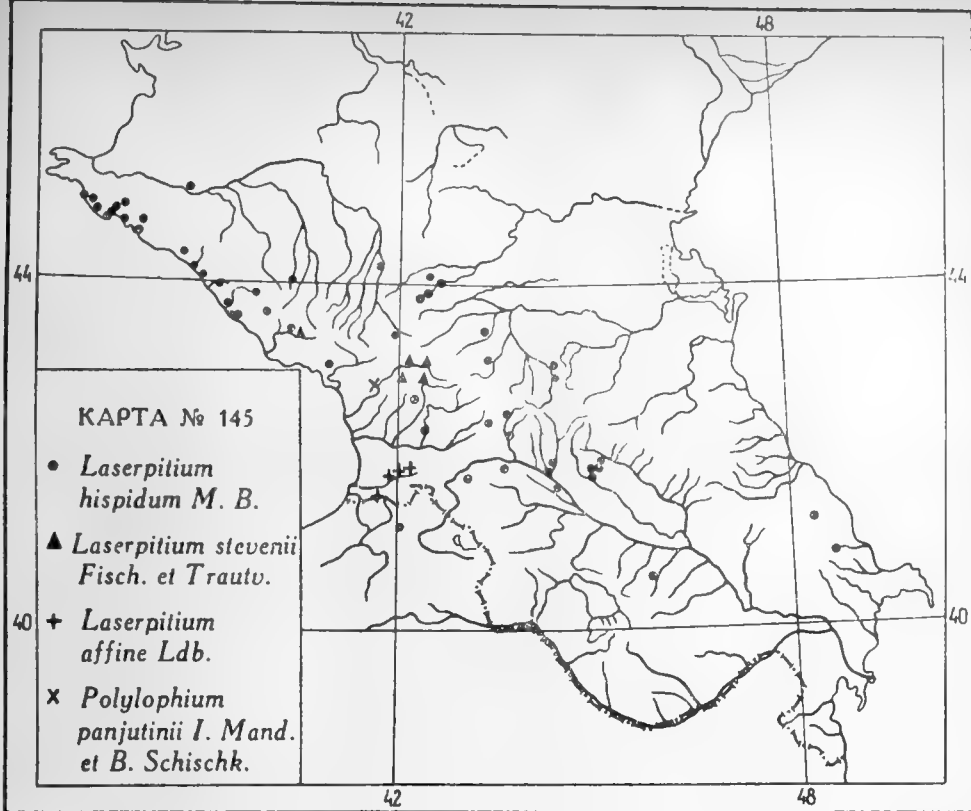 42 48
44 44
КАРТА № 145
• Laserpitium
hispidum M. B.
▲ Laserpitium stevenii
Fisch. et Trautv.
+ Laserpitium
affine Ldb.
× Polylophium
panjutinii I. Mand.
et B. Schischk.
40 40
42 48